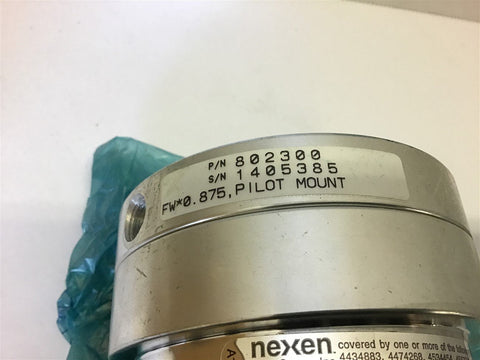 P/N 802300
S/N 1405385
FW*0.875, PILOT MOUNT
nexen covered by one or more of the
4434883, 4474268,